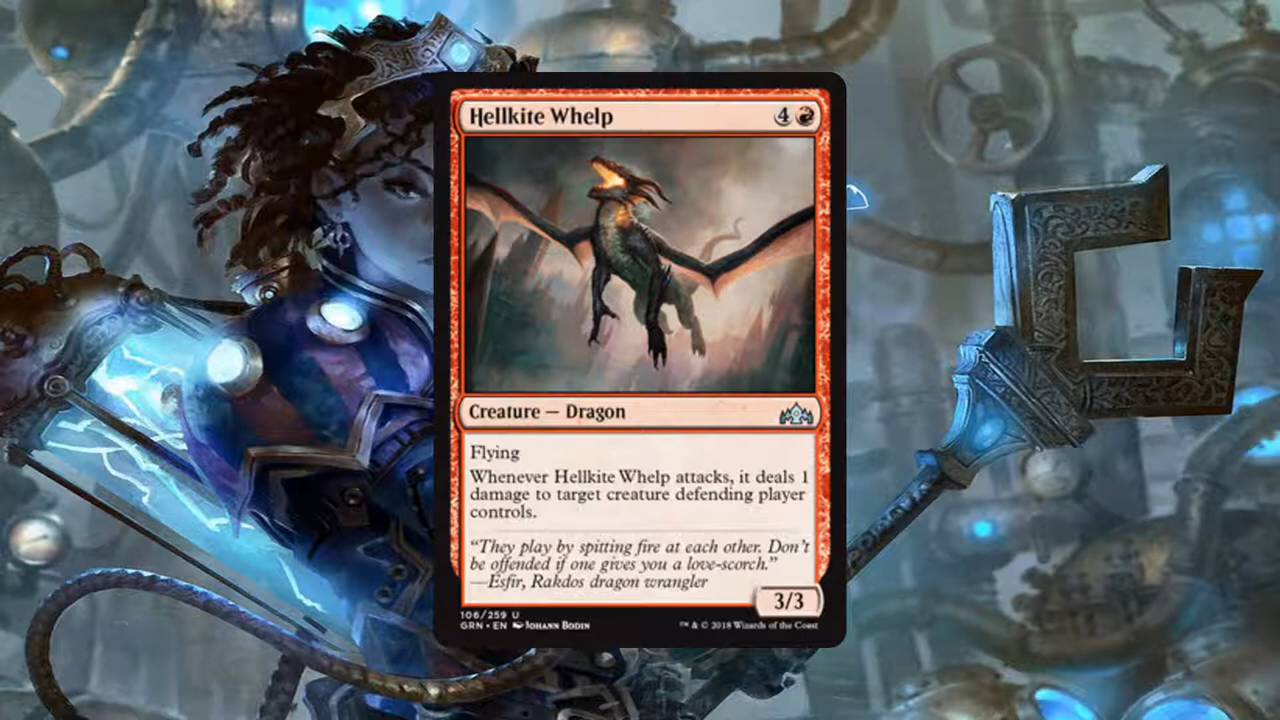 Hellkite Whelp 4
Creature — Dragon
Flying
Whenever Hellkite Whelp attacks, it deals 1
damage to target creature defending player
controls.
“They play by spitting fire at each other. Don’t
be offended if one gives you a love-scorch.”
—Esfir, Rakdos dragon wrangler
3/3
106/259 U
GRN • EN Johann Bodin ™ & © 2018 Wizards of the Coast